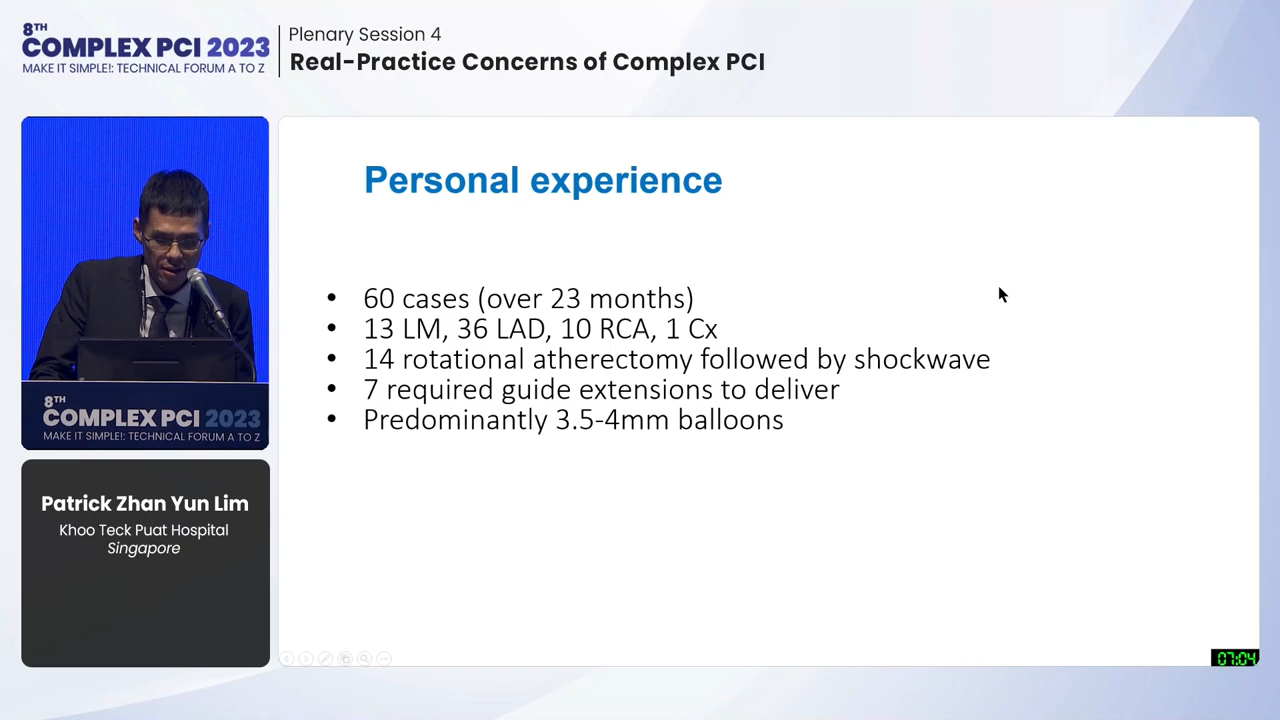 8TH
COMPLEX PCI 2023
MAKE IT SIMPLE!: TECHNICAL FORUM A TO Z
Plenary Session 4
Real-Practice Concerns of Complex PCI
Personal experience
• 60 cases (over 23 months)
• 13 LM, 36 LAD, 10 RCA, 1 Cx
• 14 rotational atherectomy followed by shockwave
• 7 required guide extensions to deliver
• Predominantly 3.5-4mm balloons
8TH
COMPLEX PCI 2023
MAKE IT SIMPLE!: TECHNICAL FORUM A TO Z
Patrick Zhan Yun Lim
Khoo Teck Puat Hospital
Singapore
07:04